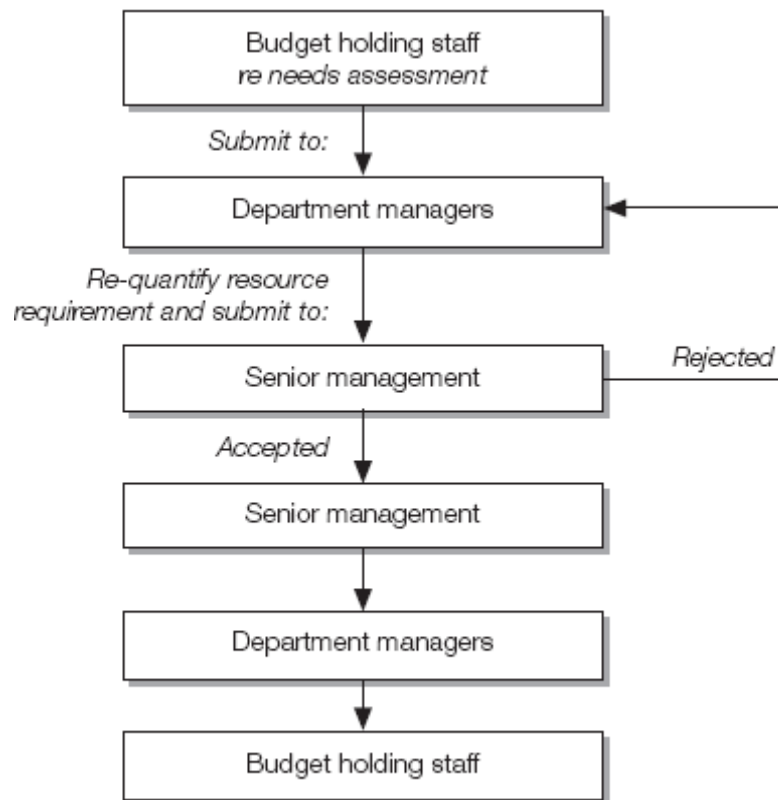 Budget holding staff
re needs assessment
Submit to:
Department managers
Re-quantify resource
requirement and submit to:
Senior management
Rejected
Accepted
Senior management
Department managers
Budget holding staff